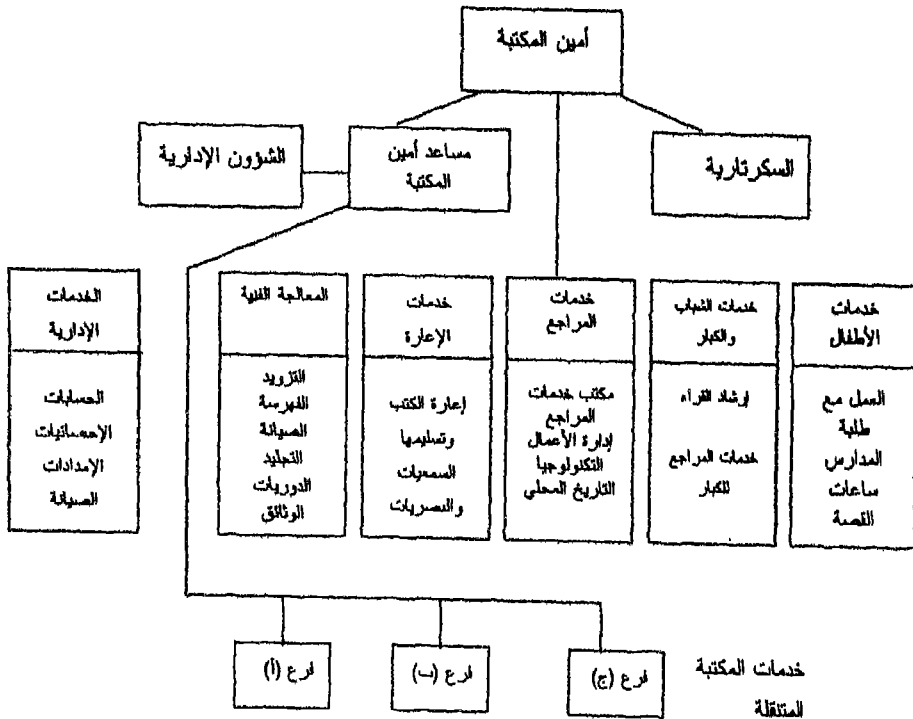 أمين المكتبة
السكرتارية
مساعد أمين
المكتبة
الشؤون الإدارية
خدمات
الأطفال
العمل مع
طلبة
المدارس
ساعات
القصة
خدمات الشباب
والكبار
إرشاد القراء
خدمات المراجع
للكبار
خدمات
المراجع
مكتب خدمات
المراجع
إدارة الأعمال
التكنولوجيا
التاريخ المحلي
خدمات
الإعارة
إعارة الكتب
وتسليمها
السمعيات
والبصريات
المعالجة الفنية
التزويد
الفهرسة
الصيانة
التجليد
الدوريات
الوثائق
الخدمات
الإدارية
الحسابات
الإحصائيات
الإمدادات
الصيانة
خدمات المكتبة
المتنقلة
فرع (ج)
فرع (ب)
فرع (أ)